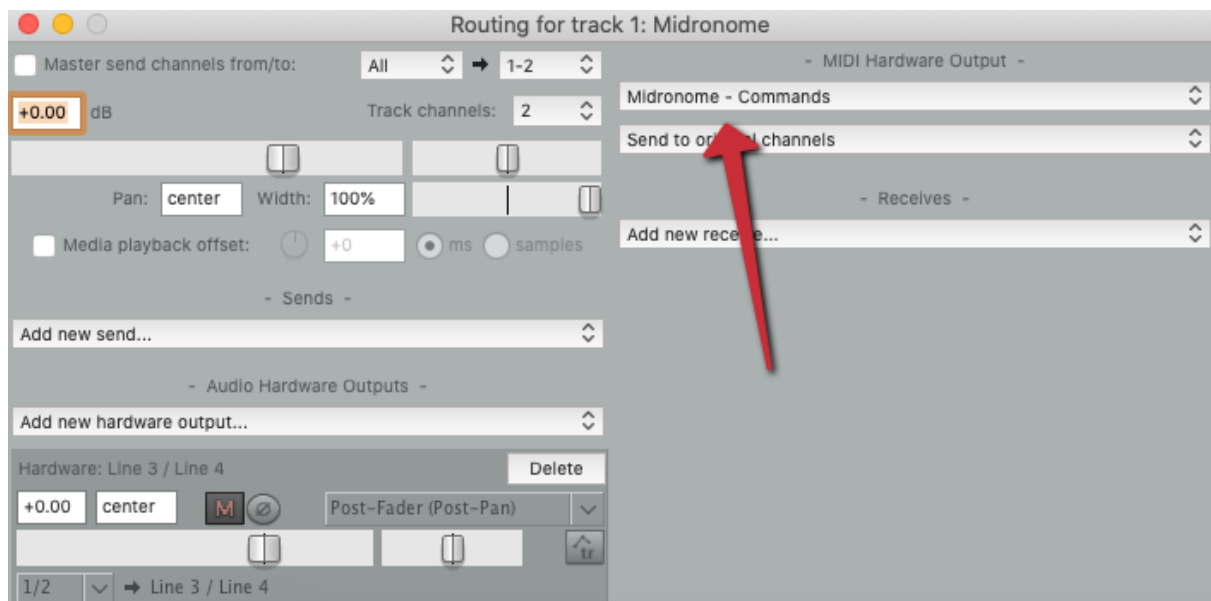 Routing for track 1: Midronome
Master send channels from/to: All → 1-2
+0.00 dB Track channels: 2
Pan: center Width: 100%
Media playback offset: +0 ms samples
- Sends -
Add new send...
- Audio Hardware Outputs -
Add new hardware output...
Hardware: Line 3 / Line 4 Delete
+0.00 center M Post-Fader (Post-Pan)
tr
1/2 → Line 3 / Line 4
- MIDI Hardware Output -
Midronome - Commands
Send to original channels
- Receives -
Add new receive...